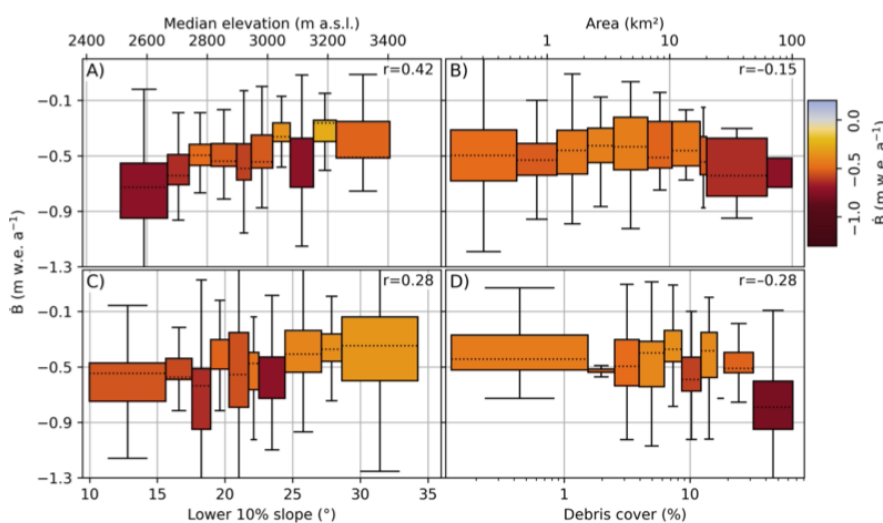 Median elevation (m a.s.l.)
Area (km²)
2400 2600 2800 3000 3200 3400
1 10 100
A)
r=0.42
B)
r=−0.15
−0.1
−0.5
−0.9
−1.3
0.0
−0.5
−1.0
Ḃ (m w.e. a⁻¹)
C)
r=0.28
D)
r=−0.28
−0.1
−0.5
−0.9
−1.3
Ḃ (m w.e. a⁻¹)
10 15 20 25 30 35
1 10
Lower 10% slope (°)
Debris cover (%)